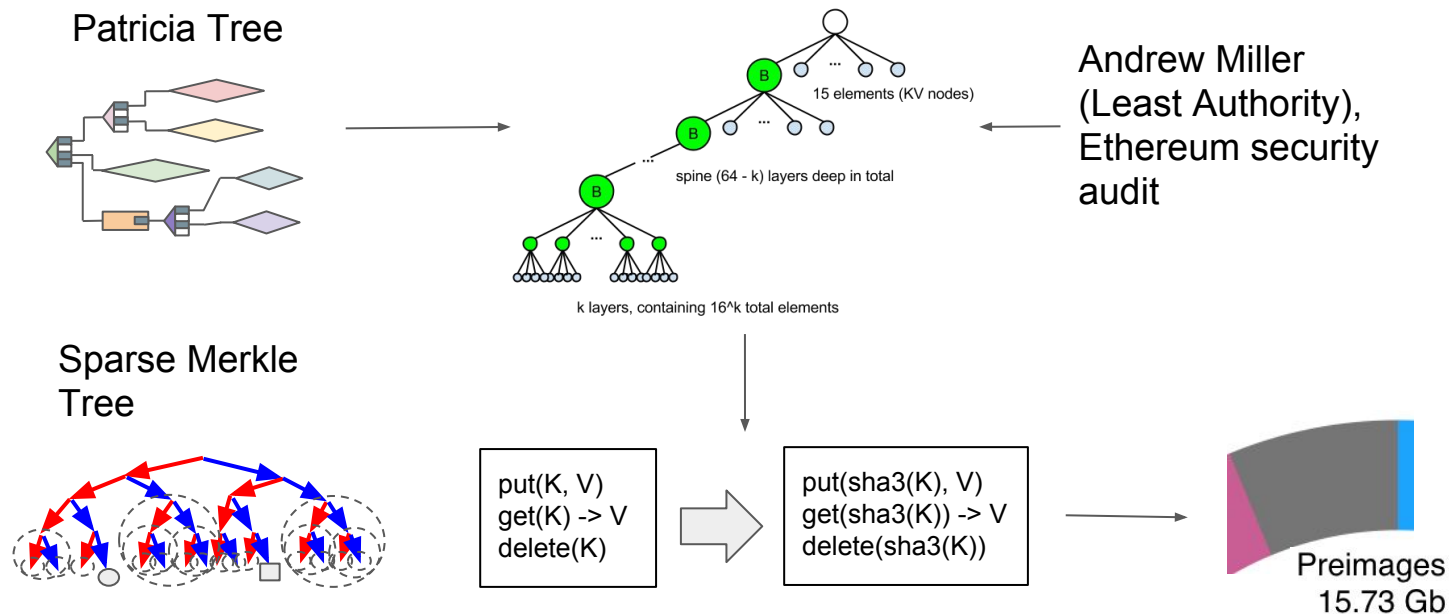 Patricia Tree
...
B
15 elements (KV nodes)
B
...
...
spine (64 - k) layers deep in total
B
...
k layers, containing 16^k total elements
Andrew Miller
(Least Authority),
Ethereum security
audit
Sparse Merkle
Tree
put(K, V)
get(K) -> V
delete(K)
put(sha3(K), V)
get(sha3(K)) -> V
delete(sha3(K))
Preimages
15.73 Gb